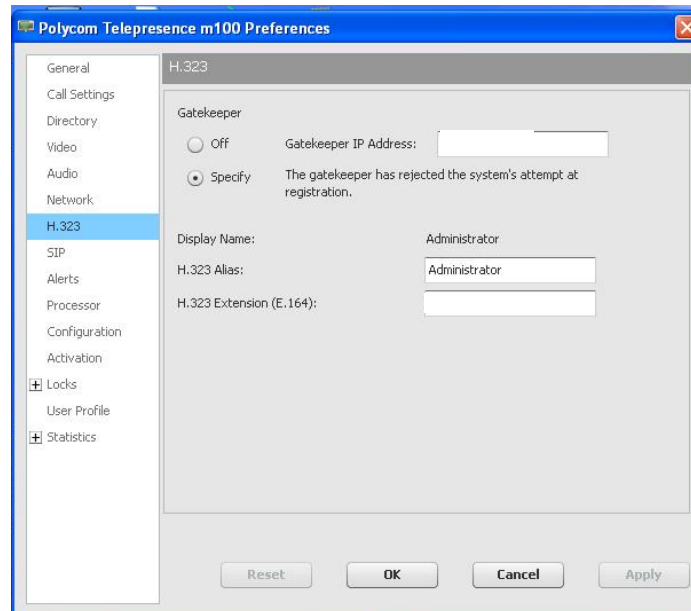 Polycom Telepresence m100 Preferences
General
Call Settings
Directory
Video
Audio
Network
H.323
SIP
Alerts
Processor
Configuration
Activation
Locks
User Profile
Statistics
H.323
Gatekeeper
Off
Gatekeeper IP Address:
Specify
The gatekeeper has rejected the system's attempt at
registration.
Display Name: Administrator
H.323 Alias: Administrator
H.323 Extension (E.164):
Reset OK Cancel Apply